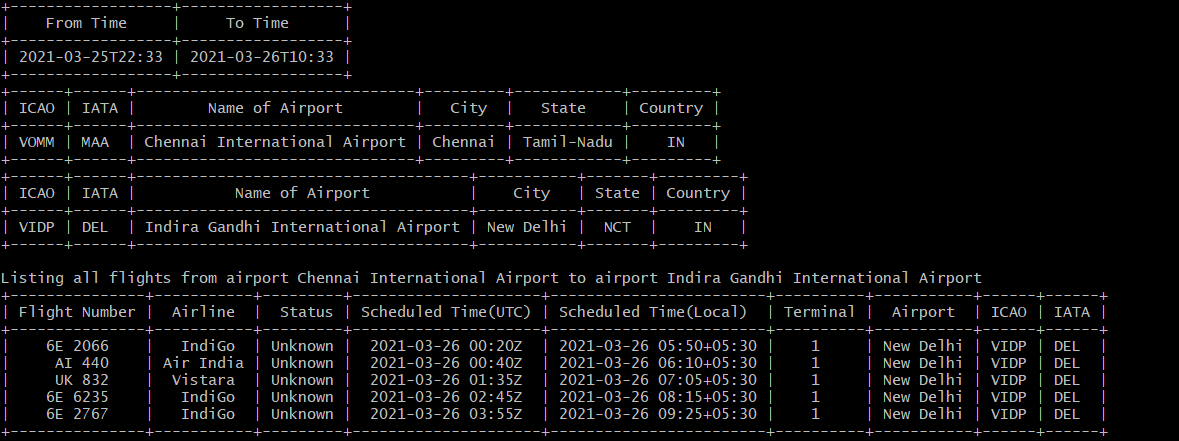 +------------------+------------------+
|    From Time     |     To Time      |
+------------------+------------------+
| 2021-03-25T22:33 | 2021-03-26T10:33 |
+------------------+------------------+
+------+------+-------------------------------+---------+------------+---------+
| ICAO | IATA |        Name of Airport        |   City  |   State    | Country |
+------+------+-------------------------------+---------+------------+---------+
| VOMM | MAA  | Chennai International Airport | Chennai | Tamil-Nadu |    IN   |
+------+------+-------------------------------+---------+------------+---------+
+------+------+-------------------------------------+-----------+-------+---------+
| ICAO | IATA |           Name of Airport           |    City   | State | Country |
+------+------+-------------------------------------+-----------+-------+---------+
| VIDP | DEL  | Indira Gandhi International Airport | New Delhi |  NCT  |    IN   |
+------+------+-------------------------------------+-----------+-------+---------+
Listing all flights from airport Chennai International Airport to airport Indira Gandhi International Airport
+---------------+-----------+---------+---------------------+------------------------+----------+-----------+------+------+
| Flight Number |  Airline  |  Status | Scheduled Time(UTC) | Scheduled Time(Local)  | Terminal |  Airport  | ICAO | IATA |
+---------------+-----------+---------+---------------------+------------------------+----------+-----------+------+------+
|    6E 2066    |   IndiGo  | Unknown |  2021-03-26 00:20Z  | 2021-03-26 05:50+05:30 |    1     | New Delhi | VIDP | DEL  |
|     AI 440    | Air India | Unknown |  2021-03-26 00:40Z  | 2021-03-26 06:10+05:30 |    1     | New Delhi | VIDP | DEL  |
|     UK 832    |  Vistara  | Unknown |  2021-03-26 01:35Z  | 2021-03-26 07:05+05:30 |    1     | New Delhi | VIDP | DEL  |
|    6E 6235    |   IndiGo  | Unknown |  2021-03-26 02:45Z  | 2021-03-26 08:15+05:30 |    1     | New Delhi | VIDP | DEL  |
|    6E 2767    |   IndiGo  | Unknown |  2021-03-26 03:55Z  | 2021-03-26 09:25+05:30 |    1     | New Delhi | VIDP | DEL  |
+---------------+-----------+---------+---------------------+------------------------+----------+-----------+------+------+